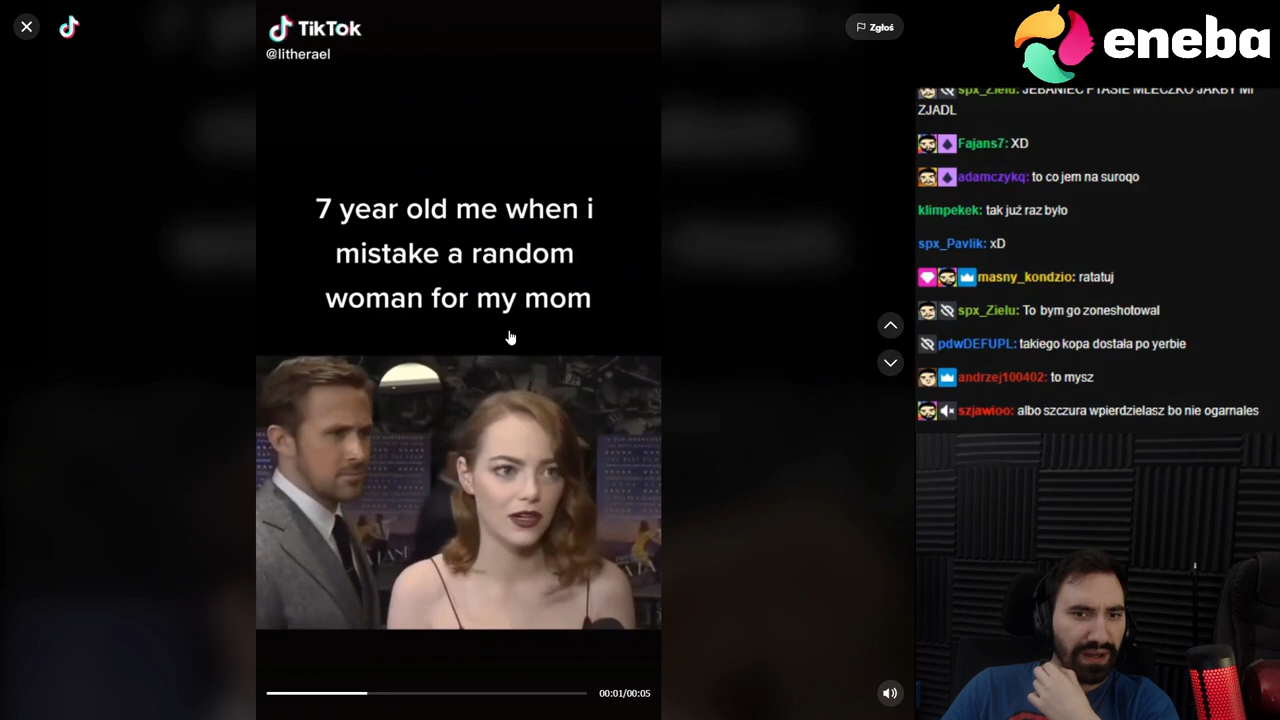 TikTok
@litherael
Zgłoś
eneba
7 year old me when i
mistake a random
woman for my mom
00:01/00:05
spx_Zielu: JEBANIEC PTASIE MLECZKO JAKBY MI
ZJADL
Fajans7: XD
adamczykq: to co jem na suroqo
klimpekek: tak już raz było
spx_Pavlik: xD
masny_kondzio: ratatuj
spx_Zielu: To bym go zoneshotowal
pdwDEFUPL: takiego kopa dostała po yerbie
andrzej100402: to mysz
szjawioo: albo szczura wpierdzielasz bo nie ogarnales